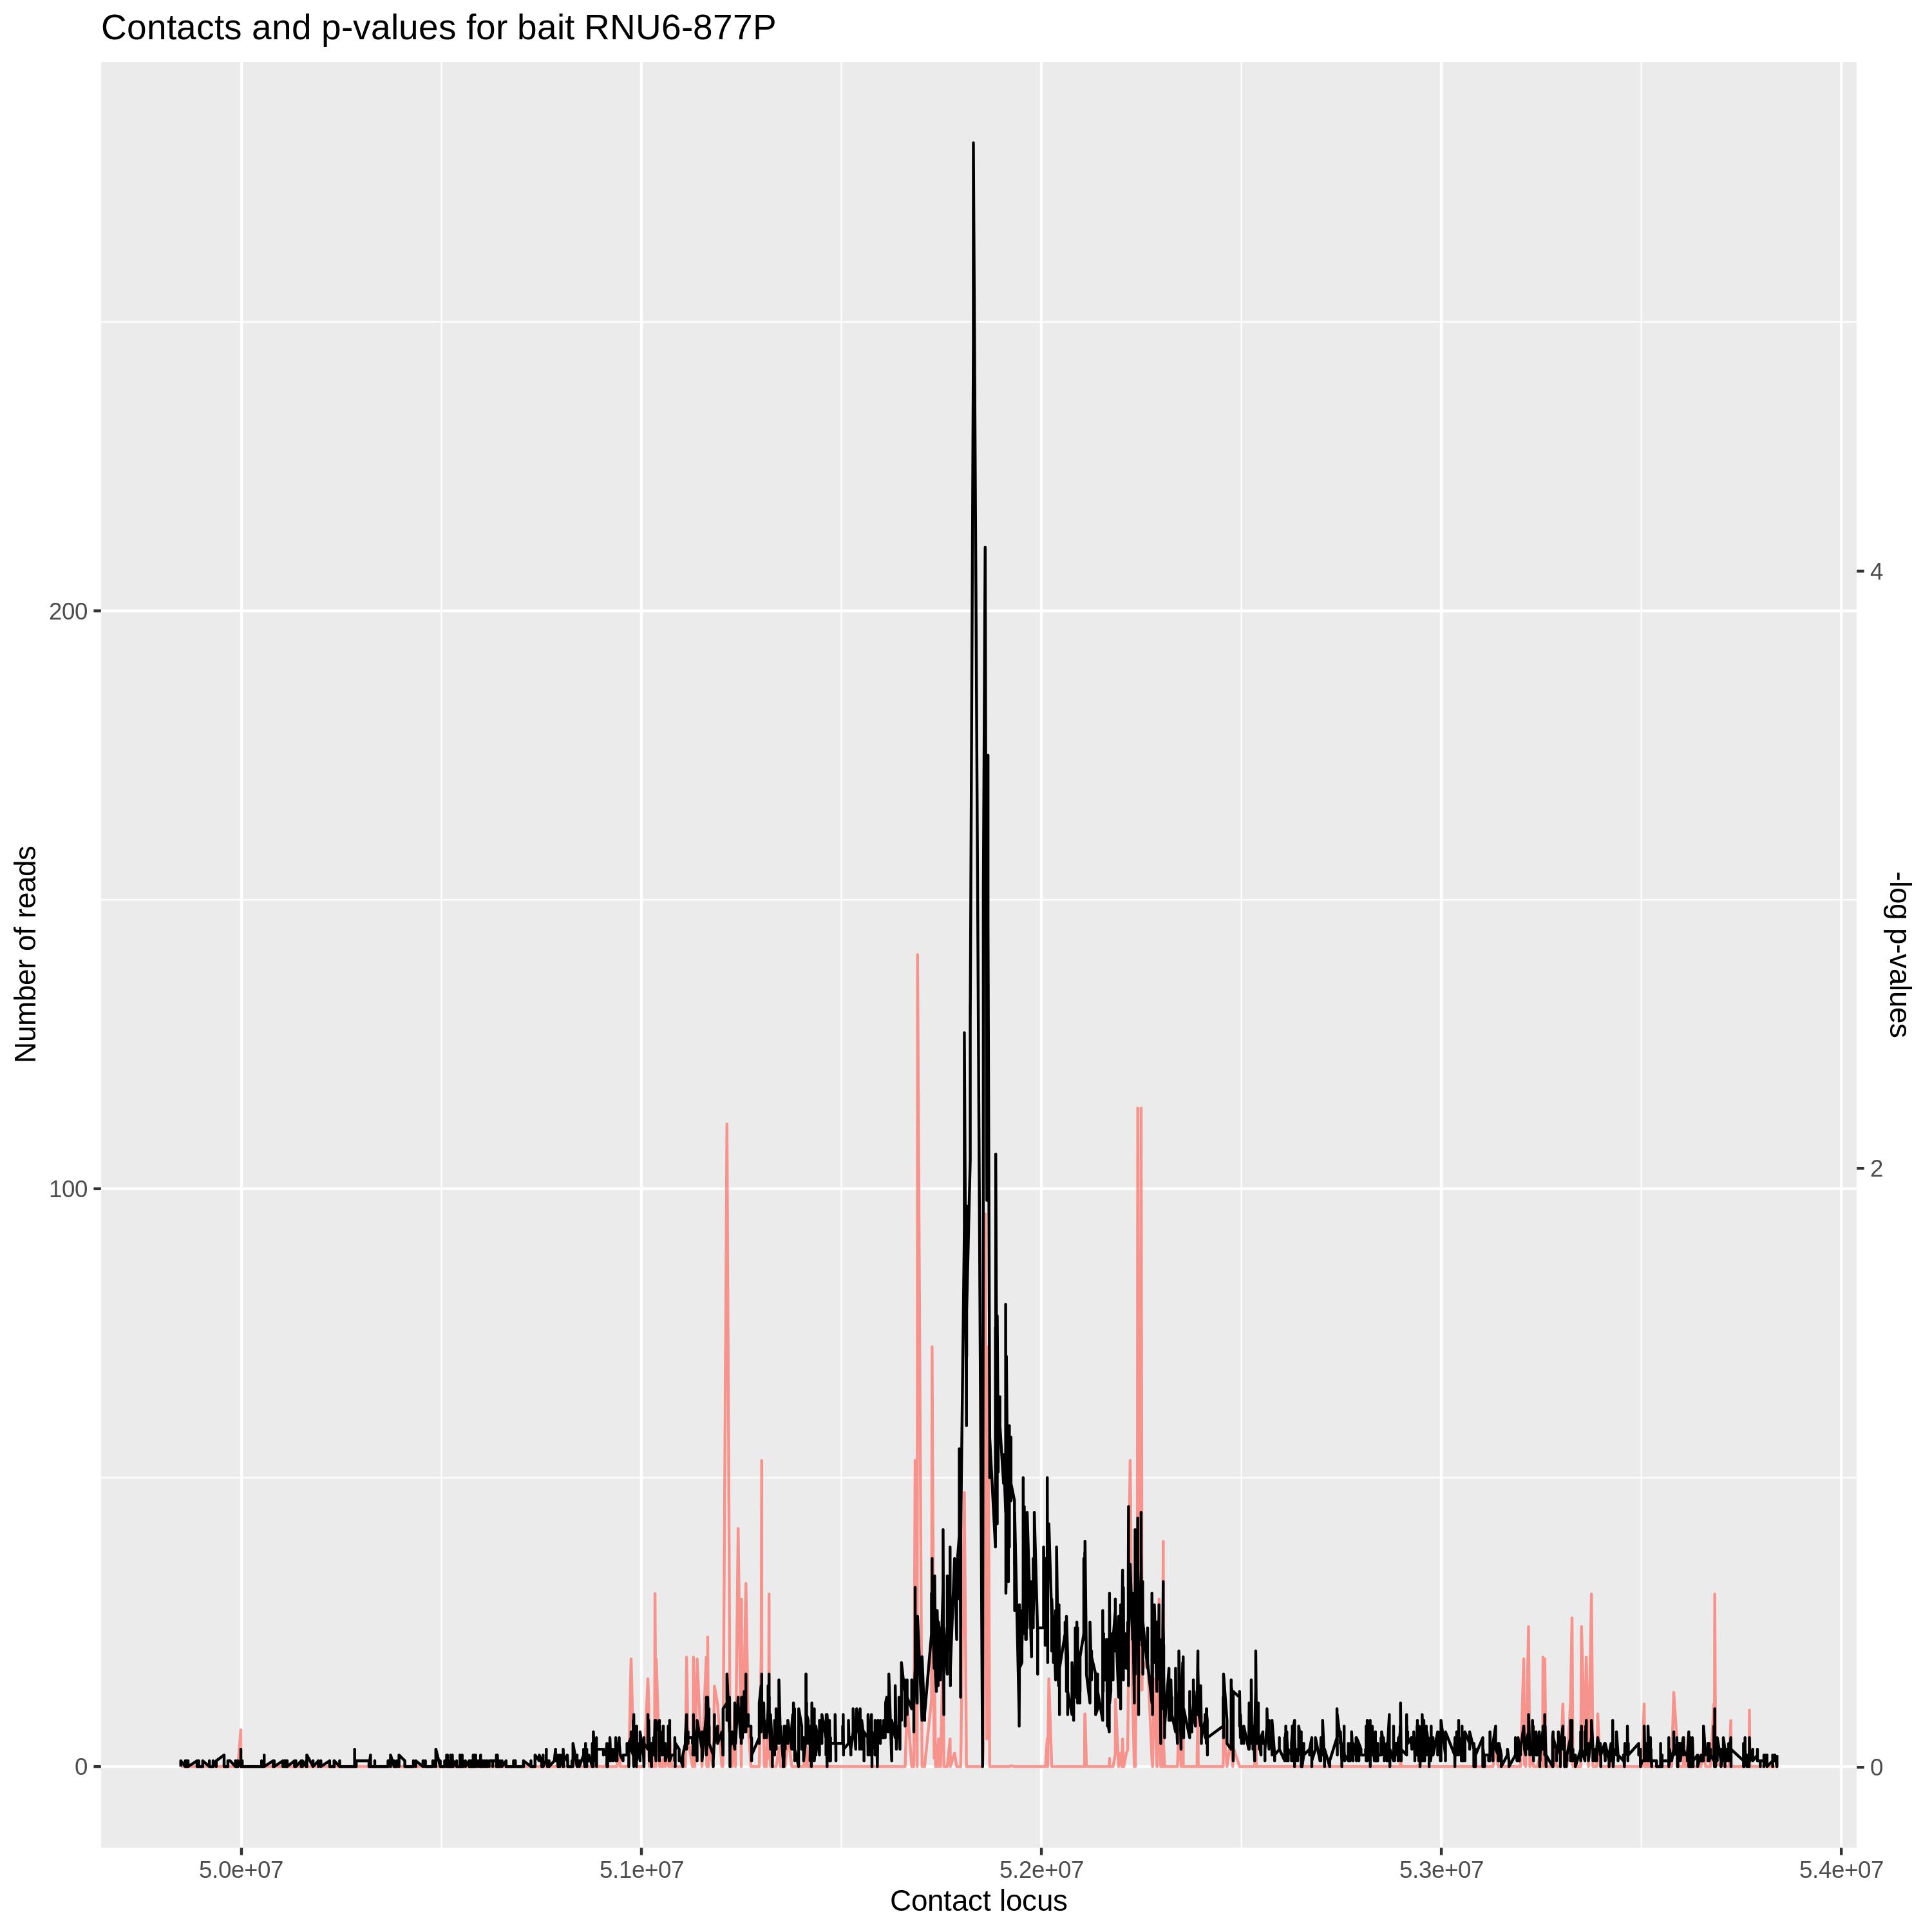 Contacts and p-values for bait RNU6-877P
Number of reads
200
100
0
4
2
0
-log p-values
5.0e+07
5.1e+07
5.2e+07
5.3e+07
5.4e+07
Contact locus